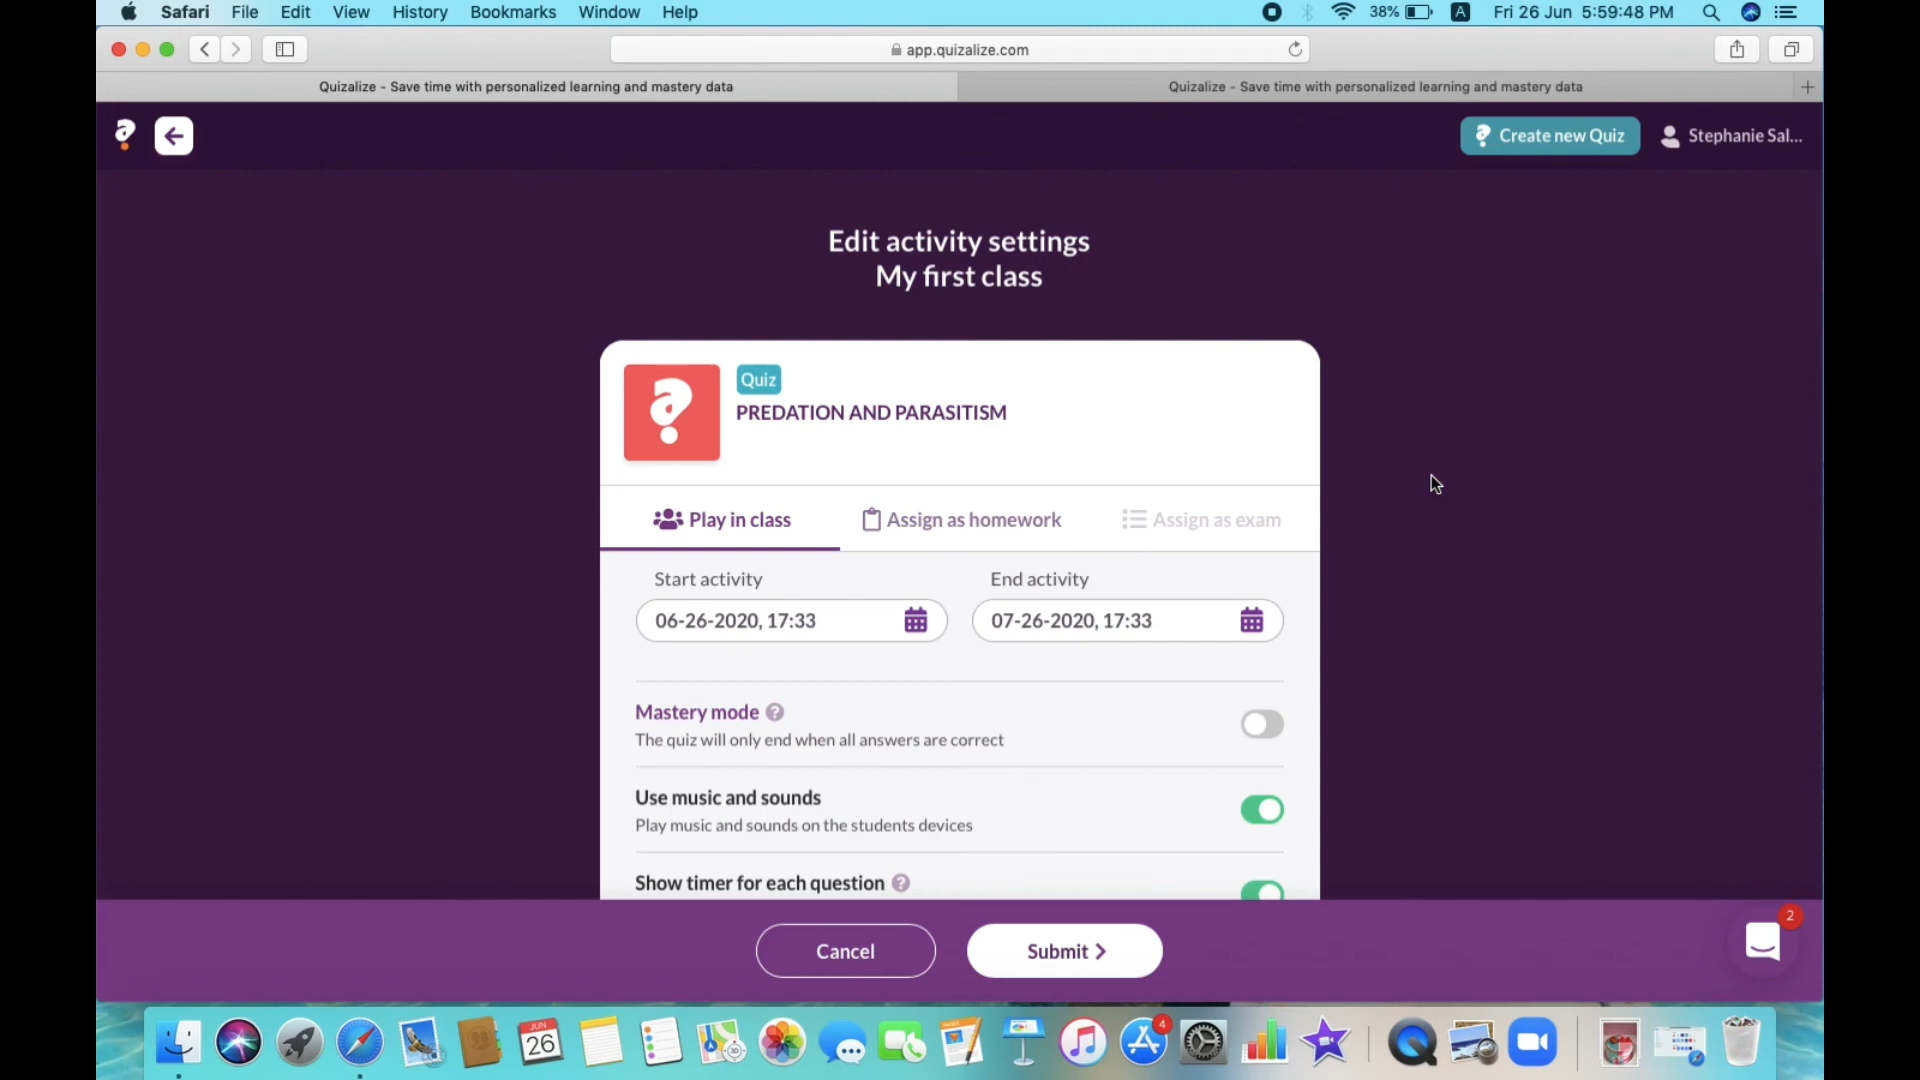 Safari File Edit View History Bookmarks Window Help 38% A Fri 26 Jun 5:59:48 PM
app.quizalize.com
Quizalize - Save time with personalized learning and mastery data
Quizalize - Save time with personalized learning and mastery data
Create new Quiz
Stephanie Sal...
Edit activity settings
My first class
Quiz
PREDATION AND PARASITISM
Play in class
Assign as homework
Assign as exam
Start activity
End activity
06-26-2020, 17:33
07-26-2020, 17:33
Mastery mode ?
The quiz will only end when all answers are correct
Use music and sounds
Play music and sounds on the students devices
Show timer for each question ?
Cancel
Submit >
2
JUN
26
4